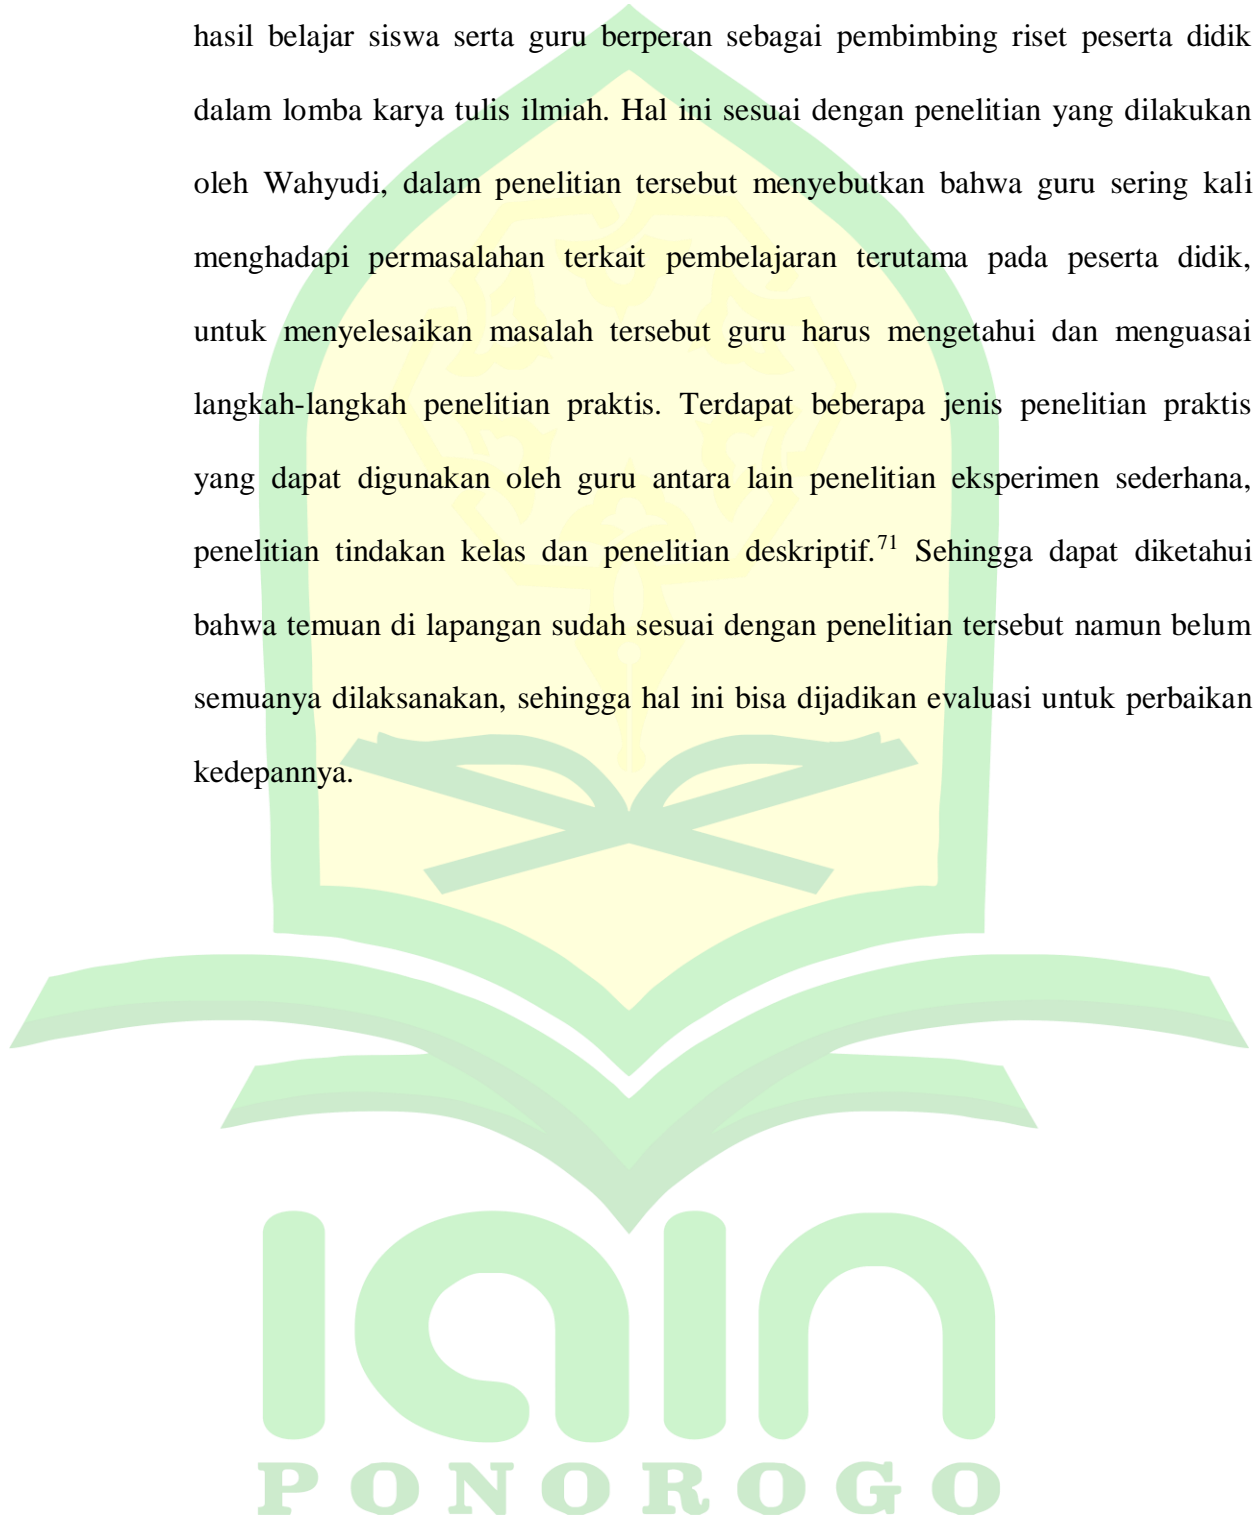 hasil belajar siswa serta guru berperan sebagai pembimbing riset peserta didik
dalam lomba karya tulis ilmiah. Hal ini sesuai dengan penelitian yang dilakukan
oleh Wahyudi, dalam penelitian tersebut menyebutkan bahwa guru sering kali
menghadapi permasalahan terkait pembelajaran terutama pada peserta didik,
untuk menyelesaikan masalah tersebut guru harus mengetahui dan menguasai
langkah-langkah penelitian praktis. Terdapat beberapa jenis penelitian praktis
yang dapat digunakan oleh guru antara lain penelitian eksperimen sederhana,
penelitian tindakan kelas dan penelitian deskriptif.71 Sehingga dapat diketahui
bahwa temuan di lapangan sudah sesuai dengan penelitian tersebut namun belum
semuanya dilaksanakan, sehingga hal ini bisa dijadikan evaluasi untuk perbaikan
kedepannya.
iain
PONOROGO